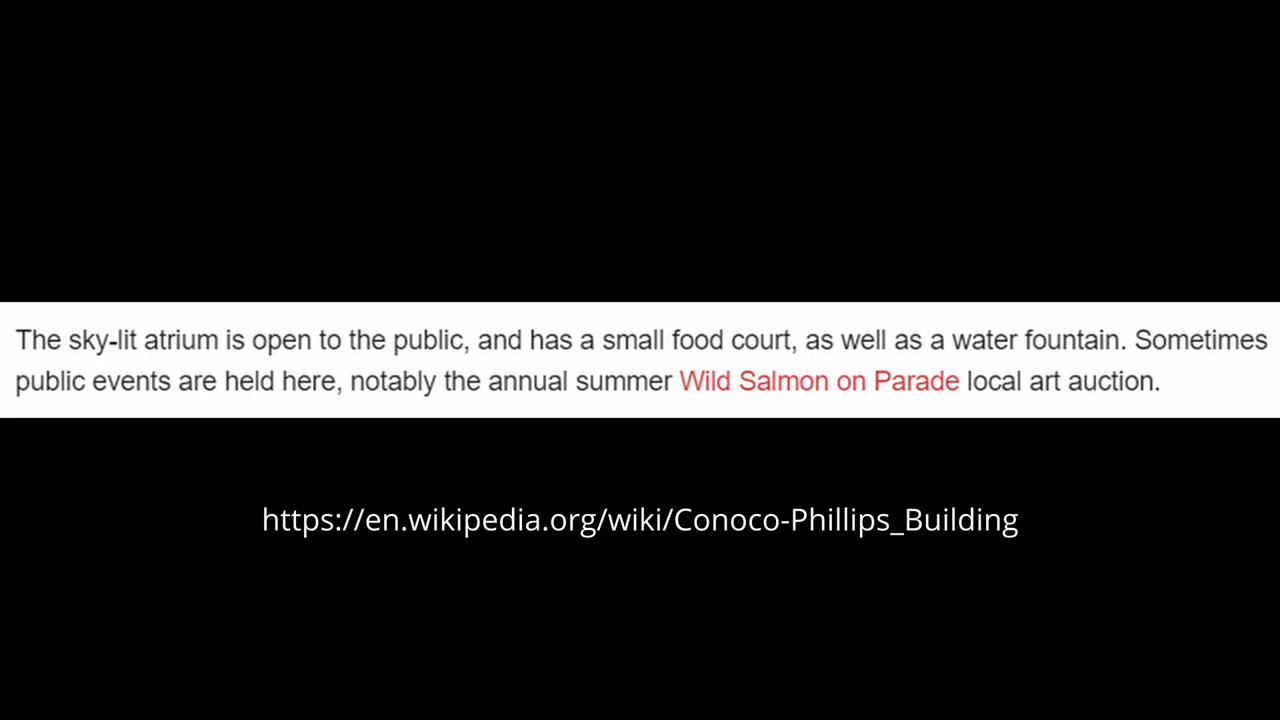 The sky-lit atrium is open to the public, and has a small food court, as well as a water fountain. Sometimes
public events are held here, notably the annual summer Wild Salmon on Parade local art auction.
https://en.wikipedia.org/wiki/Conoco-Phillips_Building